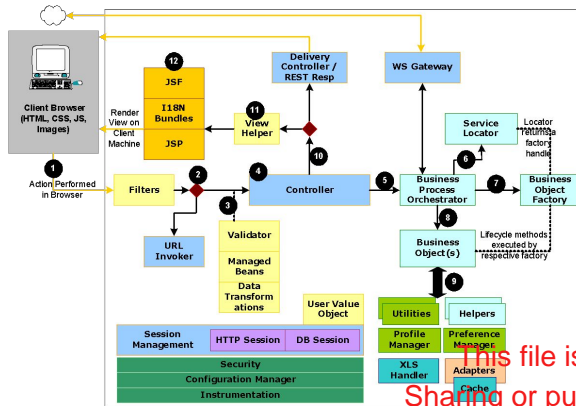 12
Delivery
Controller /
REST Resp
WS Gateway
JSF
I18N
Bundles
JSP
Client Browser
(HTML, CSS, JS,
Images)
Render
View on
Client
Machine
11
View
Helper
Service
Locator
Locator
returns a
factory
handle
1
Action Performed
in Browser
Filters
2
3
4
Controller
10
5
6
Business
Process
Orchestrator
7
Business
Object
Factory
8
URL
Invoker
Validator
Managed
Beans
Data
Transform
ations
Business
Object(s)
Lifecycle methods
executed by
respective factory
9
User Value
Object
Utilities
Helpers
Session
Management
HTTP Session
DB Session
Profile
Manager
Preference
Manager
Security
Configuration Manager
Instrumentation
XLS
Handler
Adapters
Cache
This file is
Sharing or pu